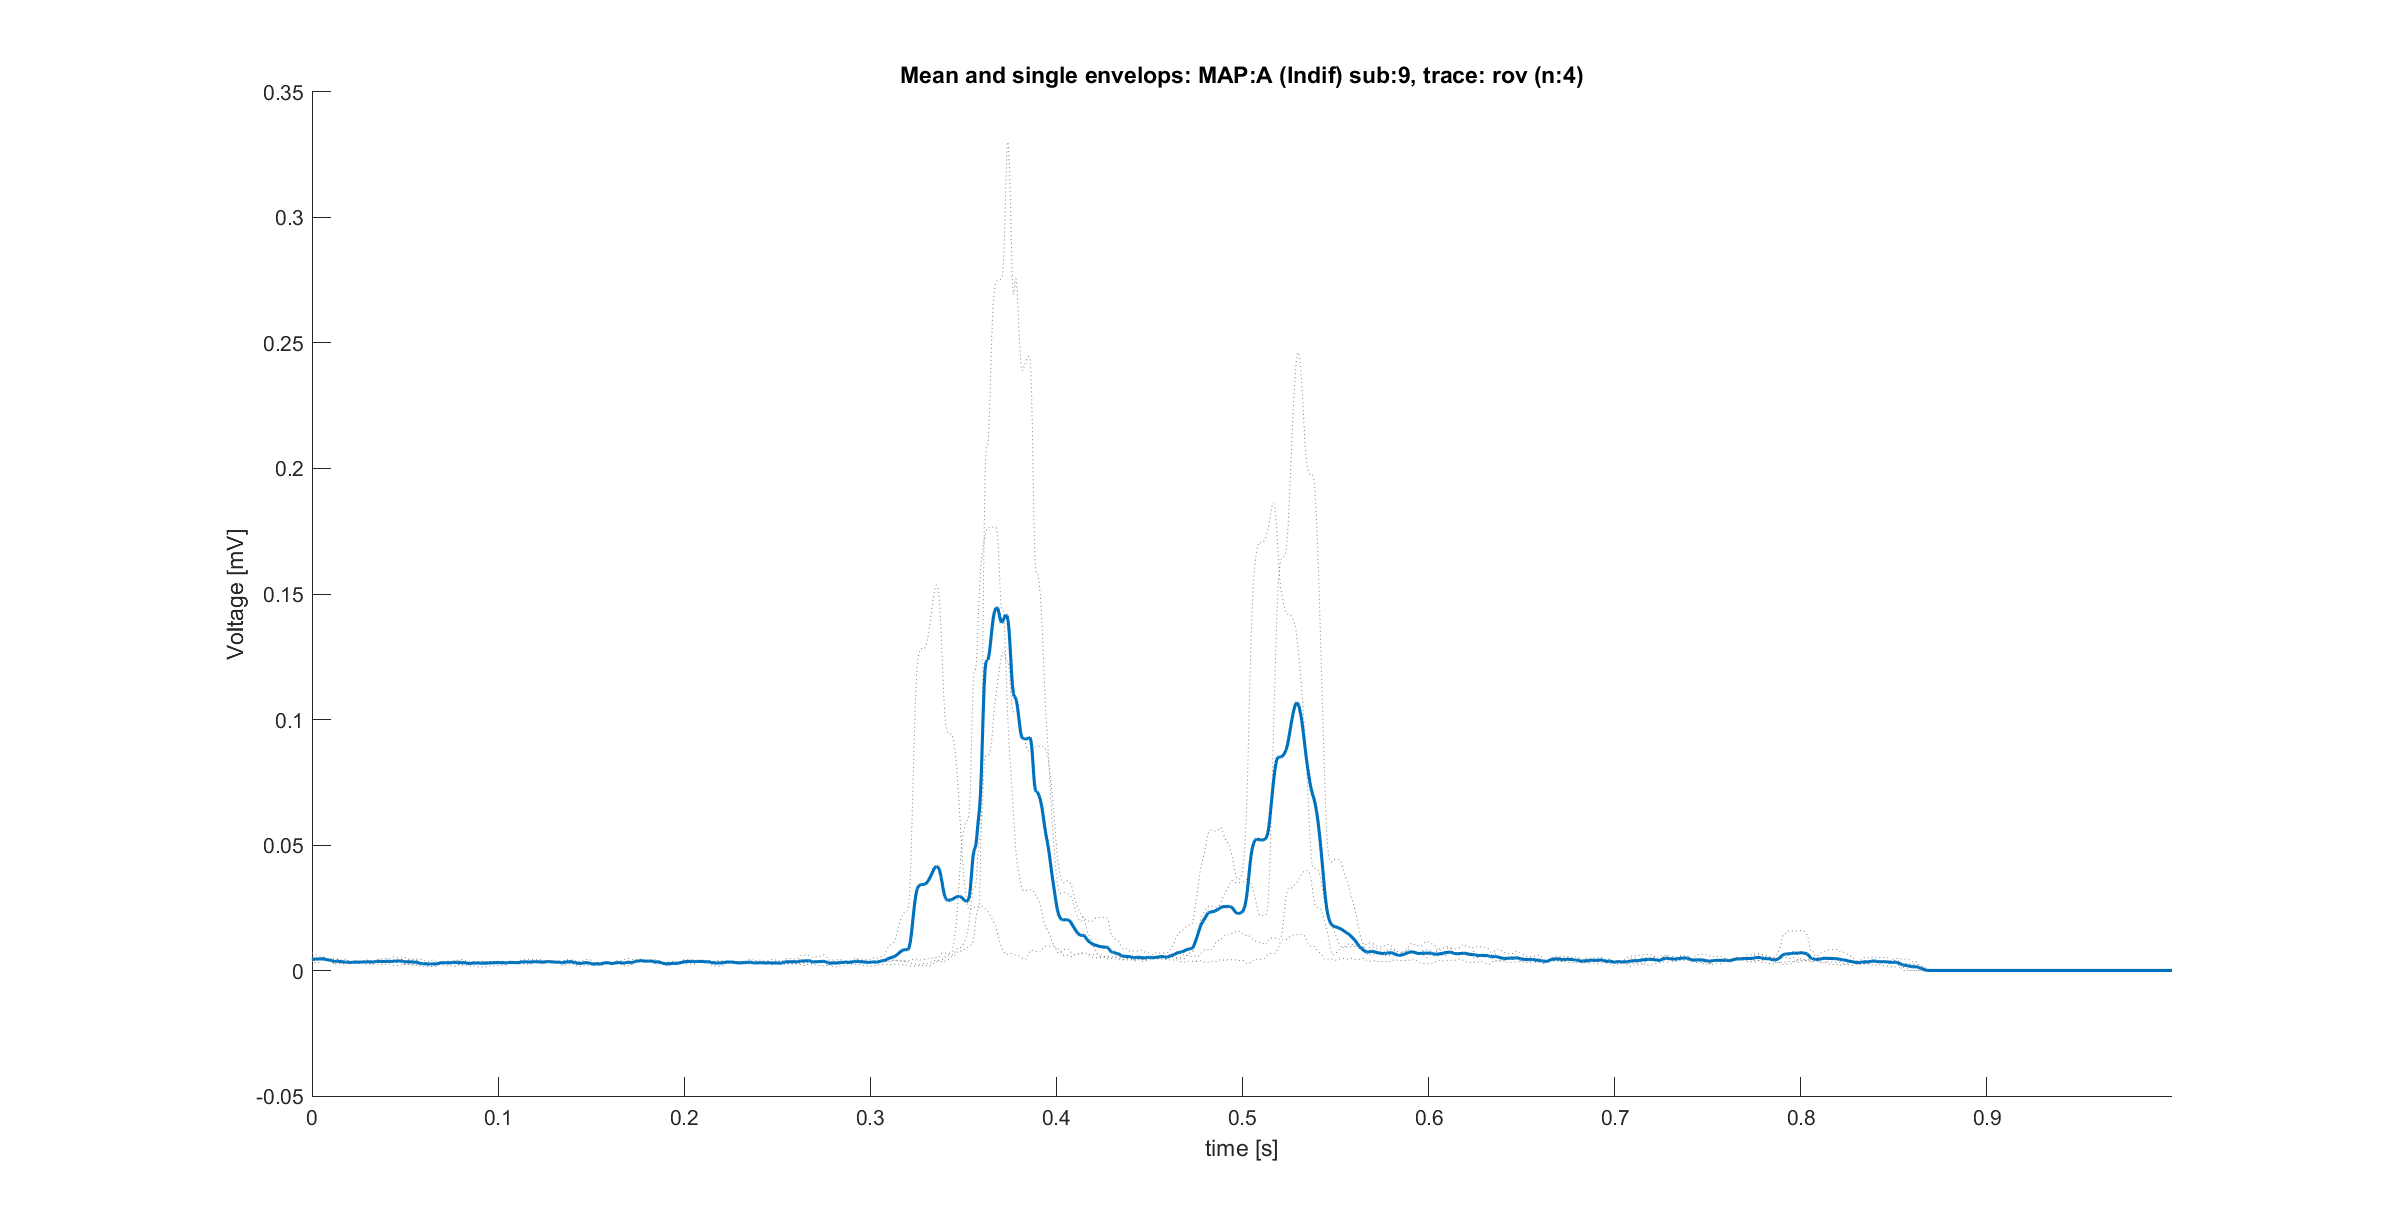 Mean and single envelops: MAP:A (Indif) sub:9, trace: rov (n:4)
0.35
0.3
0.25
0.2
0.15
0.1
0.05
0
-0.05
Voltage [mV]
0 0.1 0.2 0.3 0.4 0.5 0.6 0.7 0.8 0.9
time [s]